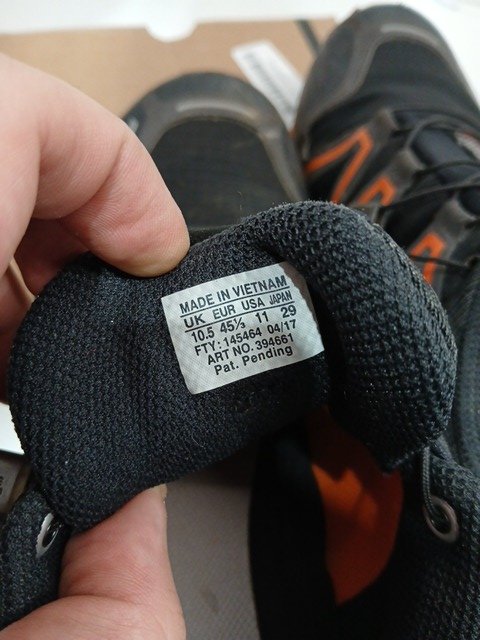 MADE IN VIETNAM
UK EUR USA JAPAN
10.5 45⅓ 11 29
FTY: 145464 04/17
ART NO. 394661
Pat. Pending